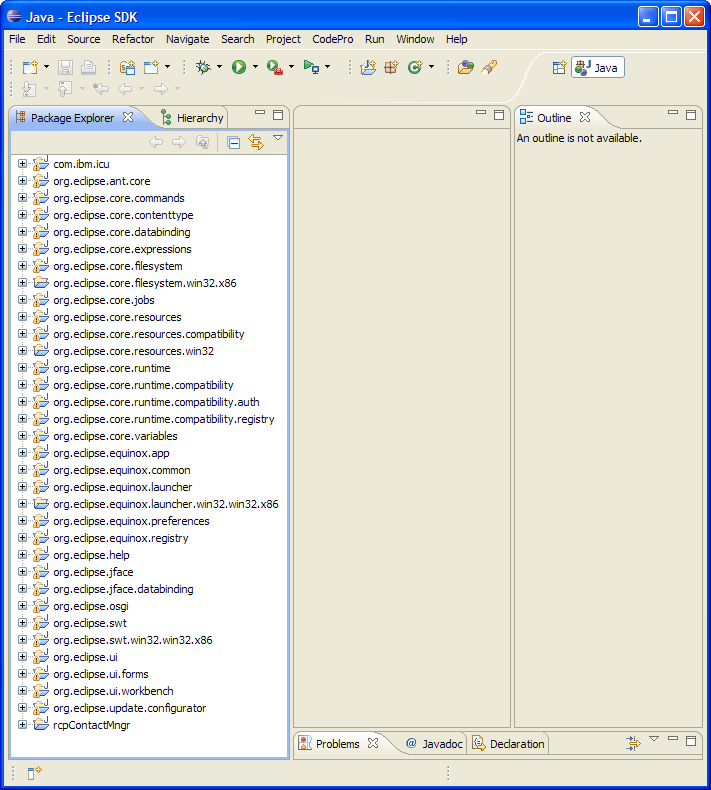 Java - Eclipse SDK
File Edit Source Refactor Navigate Search Project CodePro Run Window Help
Java
Package Explorer Hierarchy
Outline
An outline is not available.
com.ibm.icu
org.eclipse.ant.core
org.eclipse.core.commands
org.eclipse.core.contenttype
org.eclipse.core.databinding
org.eclipse.core.expressions
org.eclipse.core.filesystem
org.eclipse.core.filesystem.win32.x86
org.eclipse.core.jobs
org.eclipse.core.resources
org.eclipse.core.resources.compatibility
org.eclipse.core.resources.win32
org.eclipse.core.runtime
org.eclipse.core.runtime.compatibility
org.eclipse.core.runtime.compatibility.auth
org.eclipse.core.runtime.compatibility.registry
org.eclipse.core.variables
org.eclipse.equinox.app
org.eclipse.equinox.common
org.eclipse.equinox.launcher
org.eclipse.equinox.launcher.win32.win32.x86
org.eclipse.equinox.preferences
org.eclipse.equinox.registry
org.eclipse.help
org.eclipse.jface
org.eclipse.jface.databinding
org.eclipse.osgi
org.eclipse.swt
org.eclipse.swt.win32.win32.x86
org.eclipse.ui
org.eclipse.ui.forms
org.eclipse.ui.workbench
org.eclipse.update.configurator
rcpContactMngr
Problems @ Javadoc Declaration